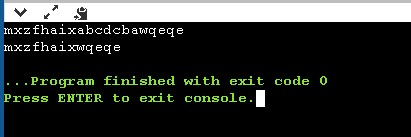 mxzfhaixabcdcbawqeqe
mxzfhaixwqeqe
...Program finished with exit code 0
Press ENTER to exit console.